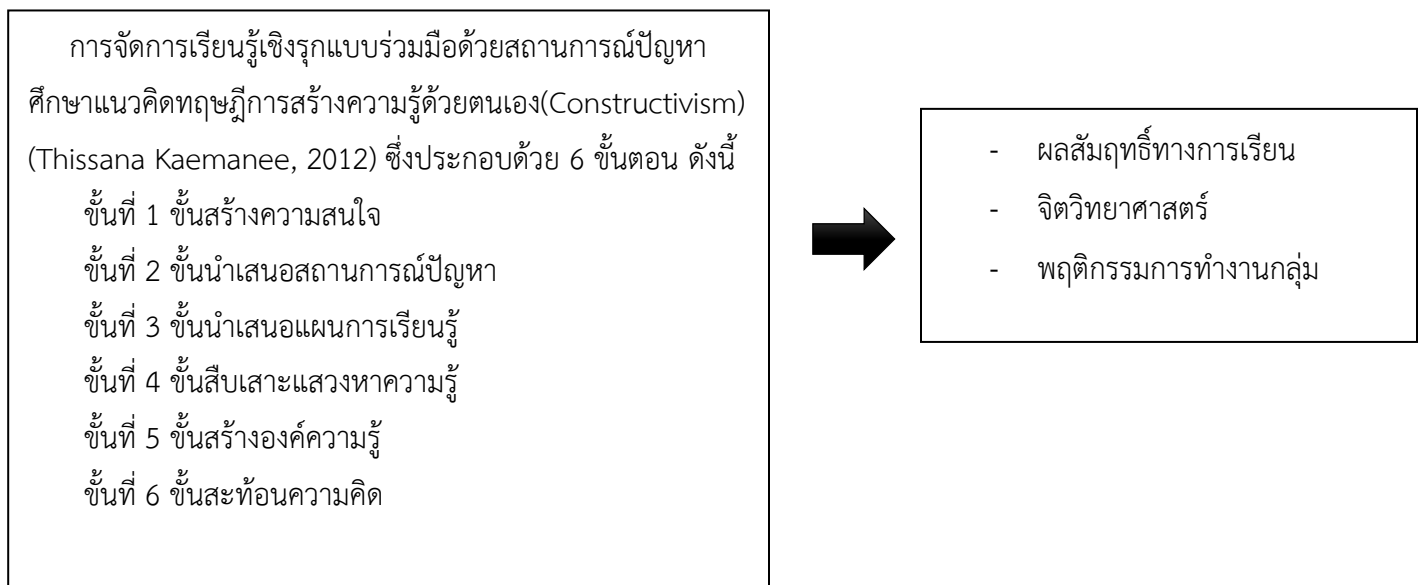 การจัดการเรียนรู้เชิงรุกแบบร่วมมือด้วยสถานการณ์ปัญหา
ศึกษาแนวคิดทฤษฎีการสร้างความรู้ด้วยตนเอง(Constructivism)
(Thissana Kaemanee, 2012) ซึ่งประกอบด้วย 6 ขั้นตอน ดังนี้
ขั้นที่ 1 ขั้นสร้างความสนใจ
ขั้นที่ 2 ขั้นนำเสนอสถานการณ์ปัญหา
ขั้นที่ 3 ขั้นนำเสนอแผนการเรียนรู้
ขั้นที่ 4 ขั้นสืบเสาะแสวงหาความรู้
ขั้นที่ 5 ขั้นสร้างองค์ความรู้
ขั้นที่ 6 ขั้นสะท้อนความคิด
- ผลสัมฤทธิ์ทางการเรียน
- จิตวิทยาศาสตร์
- พฤติกรรมการทำงานกลุ่ม